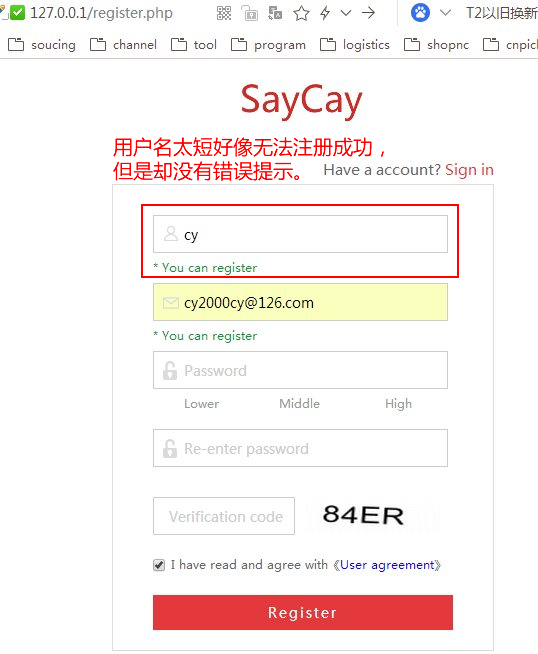 127.0.0.1/register.php
T2以旧换新
soucing channel tool program logistics shopnc cnpicl
SayCay
用户名太短好像无法注册成功，
但是却没有错误提示。
Have a account? Sign in
cy
* You can register
cy2000cy@126.com
* You can register
Password
Lower Middle High
Re-enter password
Verification code 84ER
I have read and agree with《User agreement》
Register